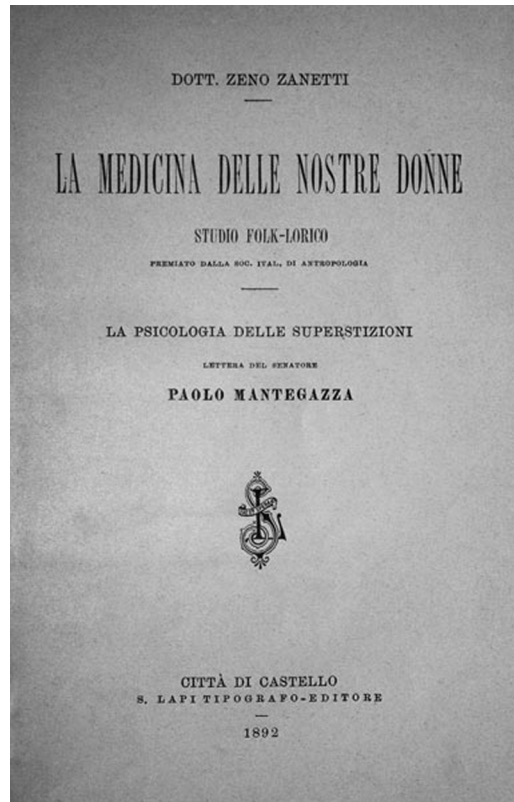 DOTT. ZENO ZANETTI
LA MEDICINA DELLE NOSTRE DONNE
STUDIO FOLK-LORICO
PREMIATO DALLA SOC. ITAL. DI ANTROPOLOGIA
LA PSICOLOGIA DELLE SUPERSTIZIONI
LETTERA DEL SENATORE
PAOLO MANTEGAZZA
CITTÀ DI CASTELLO
S. LAPI TIPOGRAFO-EDITORE
1892